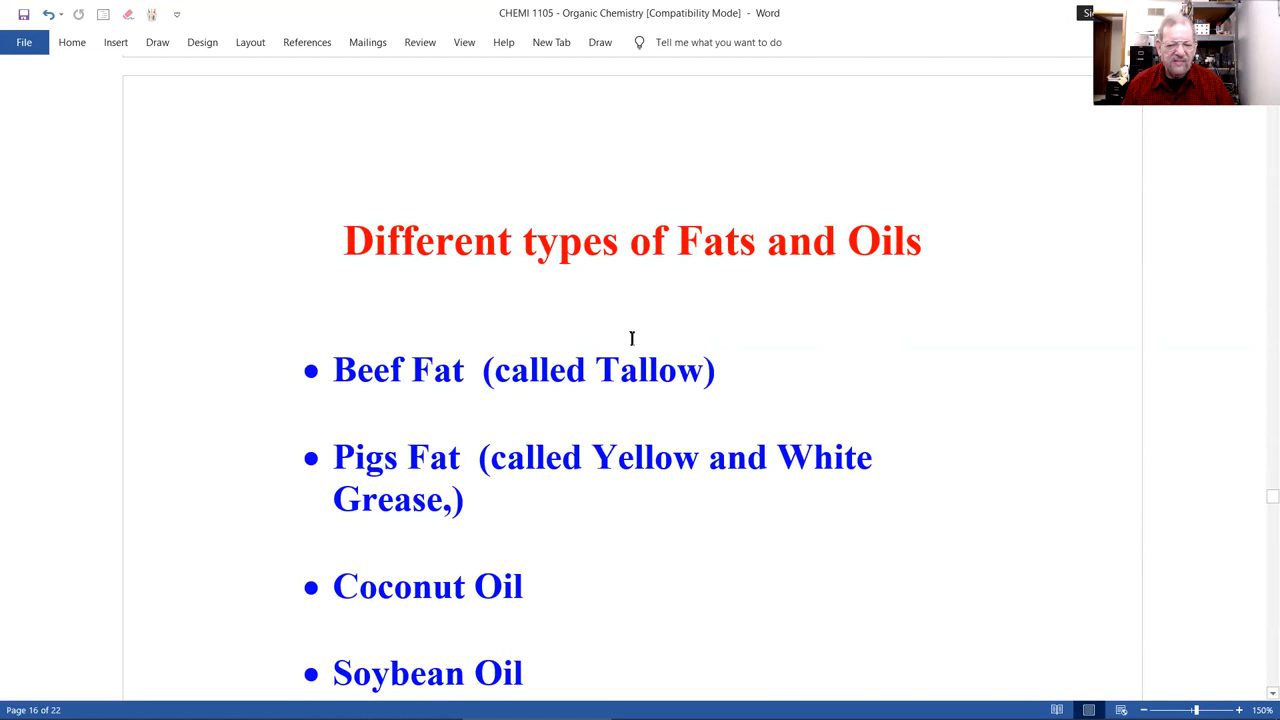 CHEMI 1105 - Organic Chemistry [Compatibility Mode] - Word
File Home Insert Draw Design Layout References Mailings Review View Help New Tab Draw Tell me what you want to do
Different types of Fats and Oils
• Beef Fat (called Tallow)
• Pigs Fat (called Yellow and White
Grease,)
• Coconut Oil
• Soybean Oil
Page 16 of 22 150%